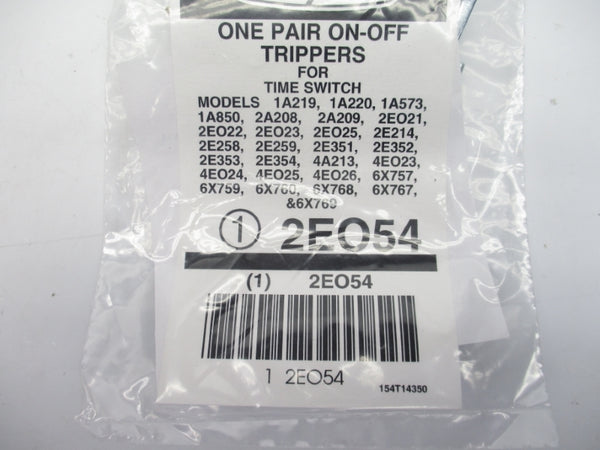 ONE PAIR ON-OFF
TRIPPERS
FOR
TIME SWITCH
MODELS 1A219, 1A220, 1A573,
1A850, 2A208, 2A209, 2EO21,
2EO22, 2EO23, 2EO25, 2E214,
2E258, 2E259, 2E351, 2E352,
2E353, 2E354, 4A213, 4EO23,
4EO24, 4EO25, 4EO26, 6X757,
6X759, 6X760, 6X768, 6X767,
&6X769
1 2EO54
(1) 2EO54
1 2EO54
154T14350